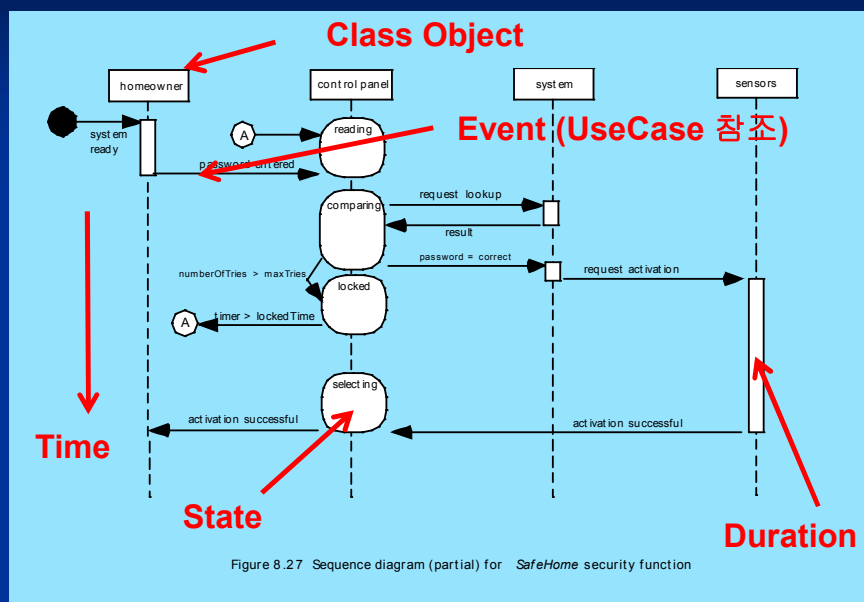 Class Object
homeowner
control panel
system
sensors
system
ready
A
reading
Event (UseCase 참조)
password entered
request lookup
comparing
result
numberOfTries > maxTries
password = correct
request activation
locked
A
timer > lockedTime
selecting
activation successful
activation successful
Time
State
Duration
Figure 8.27 Sequence diagram (partial) for SafeHome security function